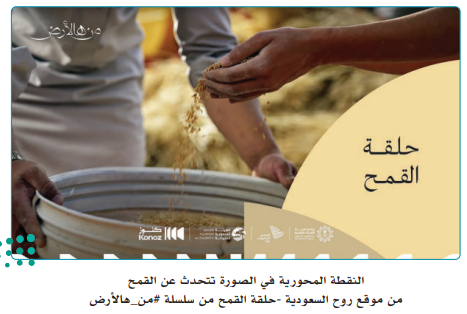 من هالأرض
حلقة
القمح
كنوز
Konoz
النقطة المحورية في الصورة تتحدث عن القمح
من موقع روح السعودية -حلقة القمح من سلسلة #من_هالأرض